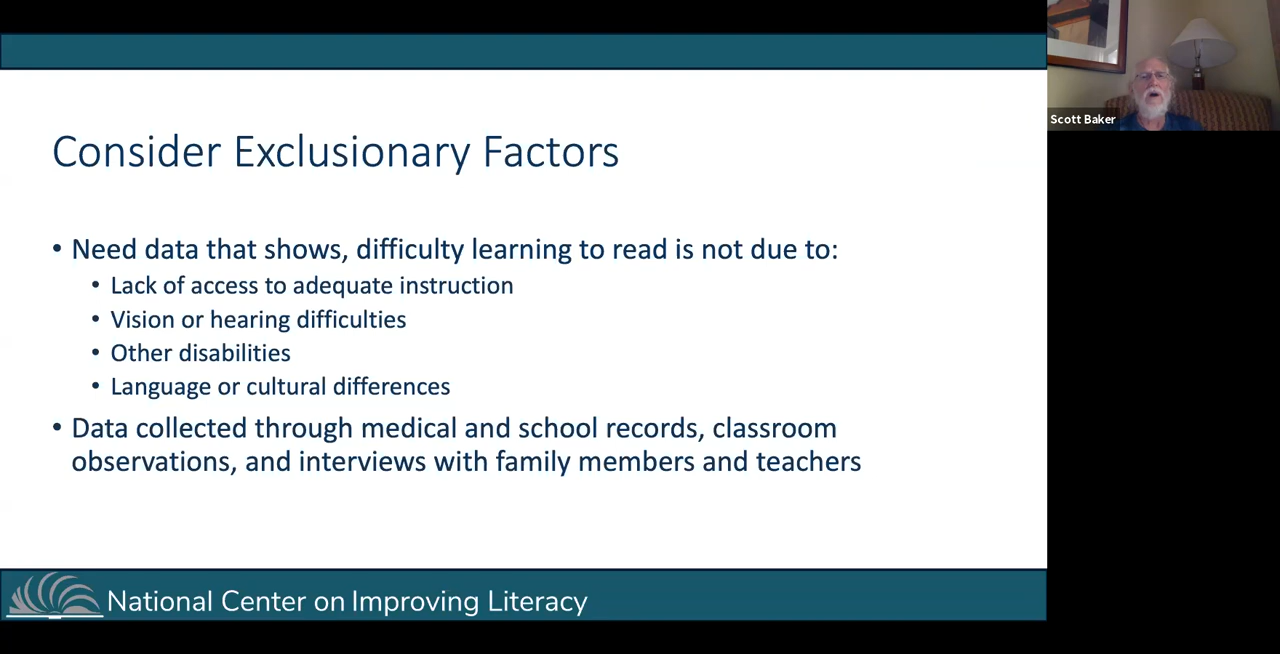 Consider Exclusionary Factors
• Need data that shows, difficulty learning to read is not due to:
• Lack of access to adequate instruction
• Vision or hearing difficulties
• Other disabilities
• Language or cultural differences
• Data collected through medical and school records, classroom
observations, and interviews with family members and teachers
National Center on Improving Literacy
Scott Baker